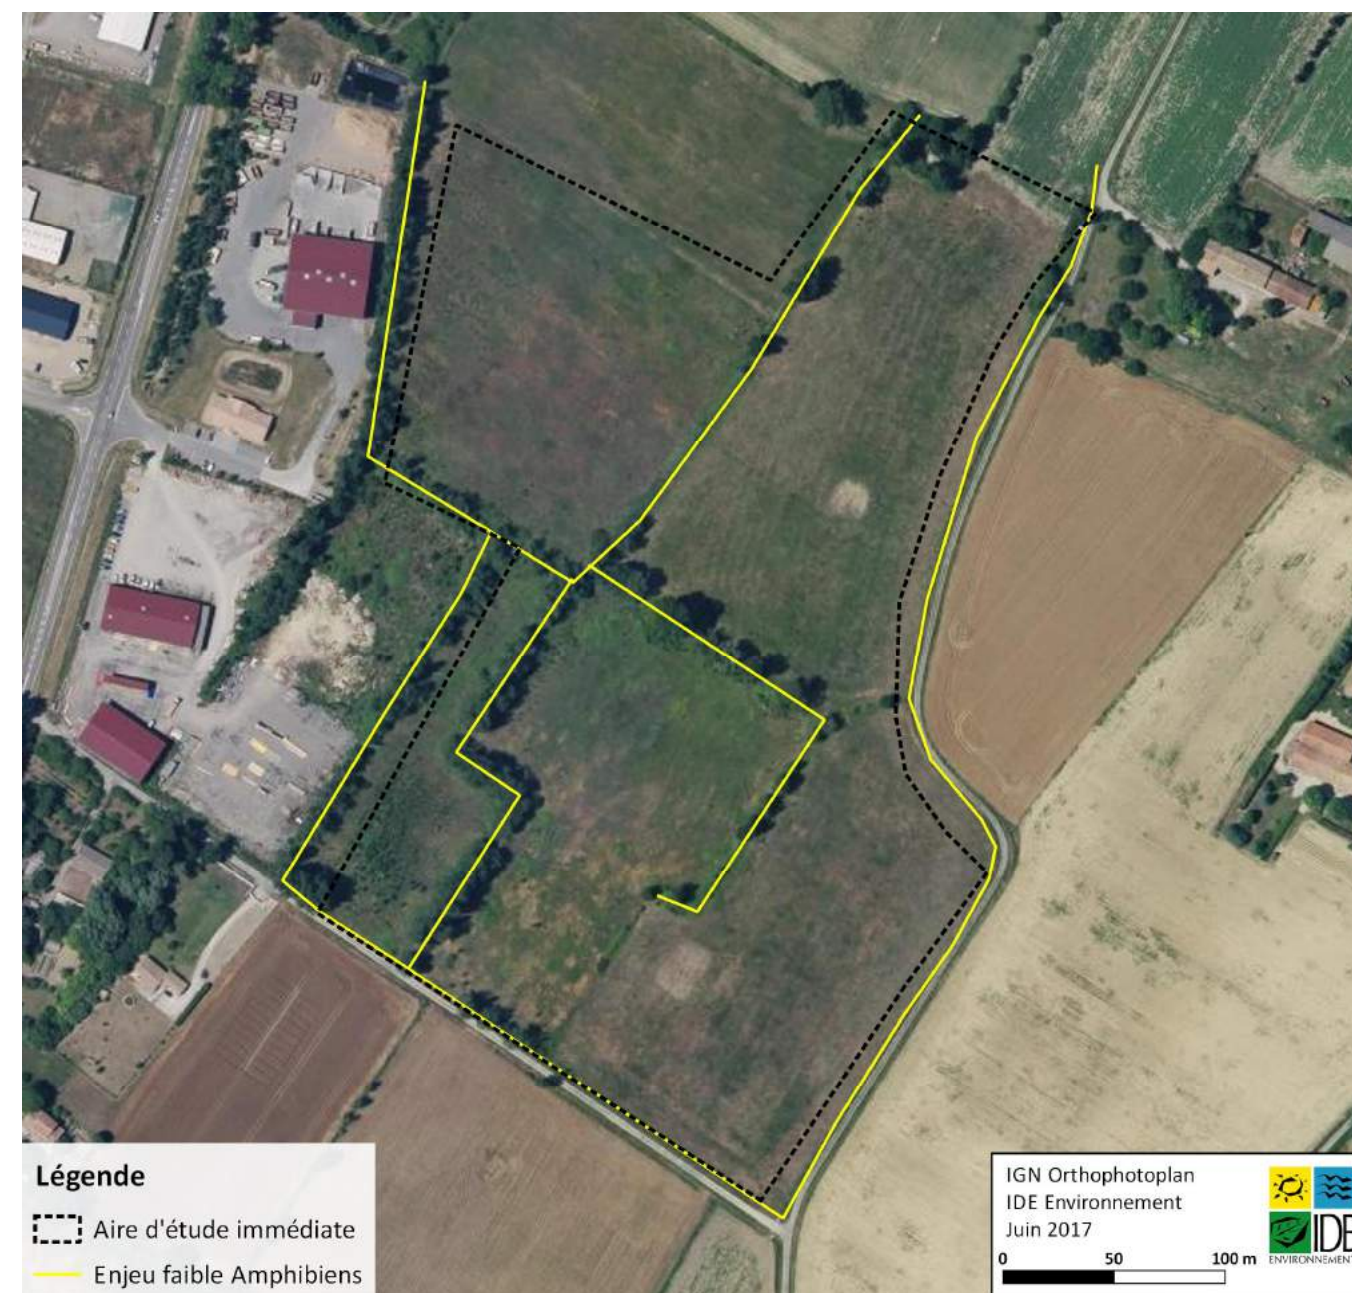 Légende
Aire d'étude immédiate
Enjeu faible Amphibiens
IGN Orthophotoplan
IDE Environnement
Juin 2017
0 50 100 m
IDE
ENVIRONNEMENT